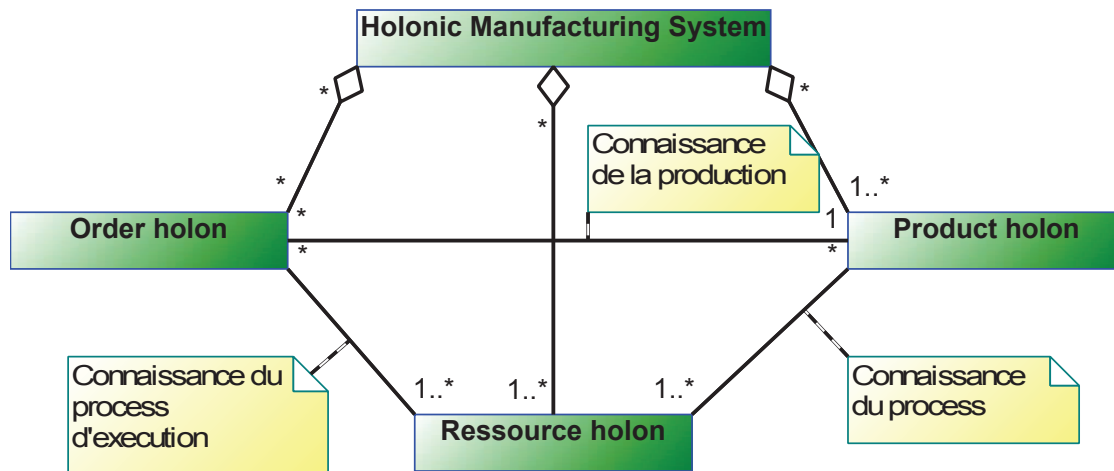 Holonic Manufacturing System
*
*
*
Connaissance
de la production
*
1..*
*
1
Order holon
Product holon
*
*
Connaissance du
process
d'execution
1..*
1..*
1..*
Connaissance
du process
Ressource holon